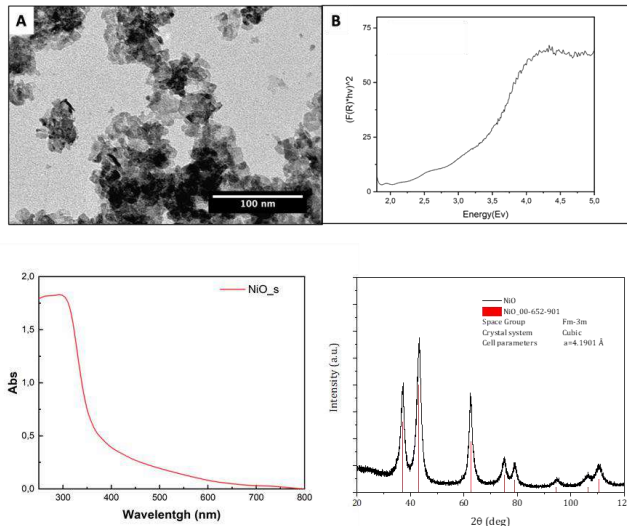 A
100 nm
B
(F(R)*hv)^2
75
50
25
0
2,0 2,5 3,0 3,5 4,0 4,5 5,0
Energy(Ev)
2,0
1,5
1,0
0,5
0,0
Abs
NiO_s
300 400 500 600 700 800
Wavelentgh (nm)
Intensity (a.u.)
NiO
NiO_00-652-901
Space Group Fm-3m
Crystal system Cubic
Cell parameters a=4.1901 Å
20 40 60 80 100 120
2θ (deg)